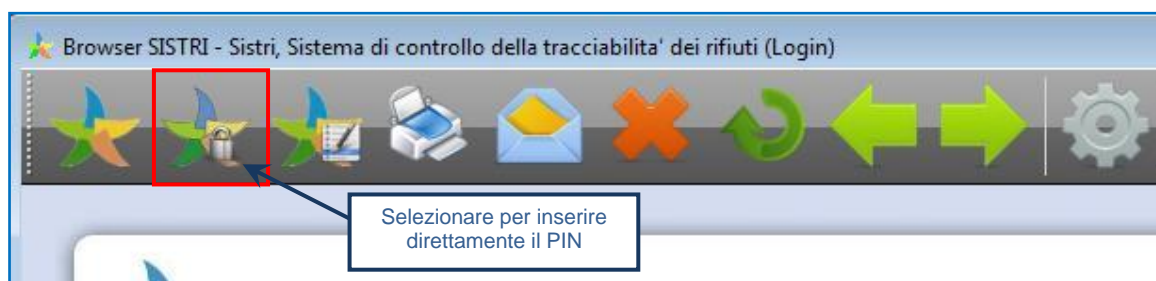 Browser SISTRI - Sistri, Sistema di controllo della tracciabilita' dei rifiuti (Login)
Selezionare per inserire
direttamente il PIN